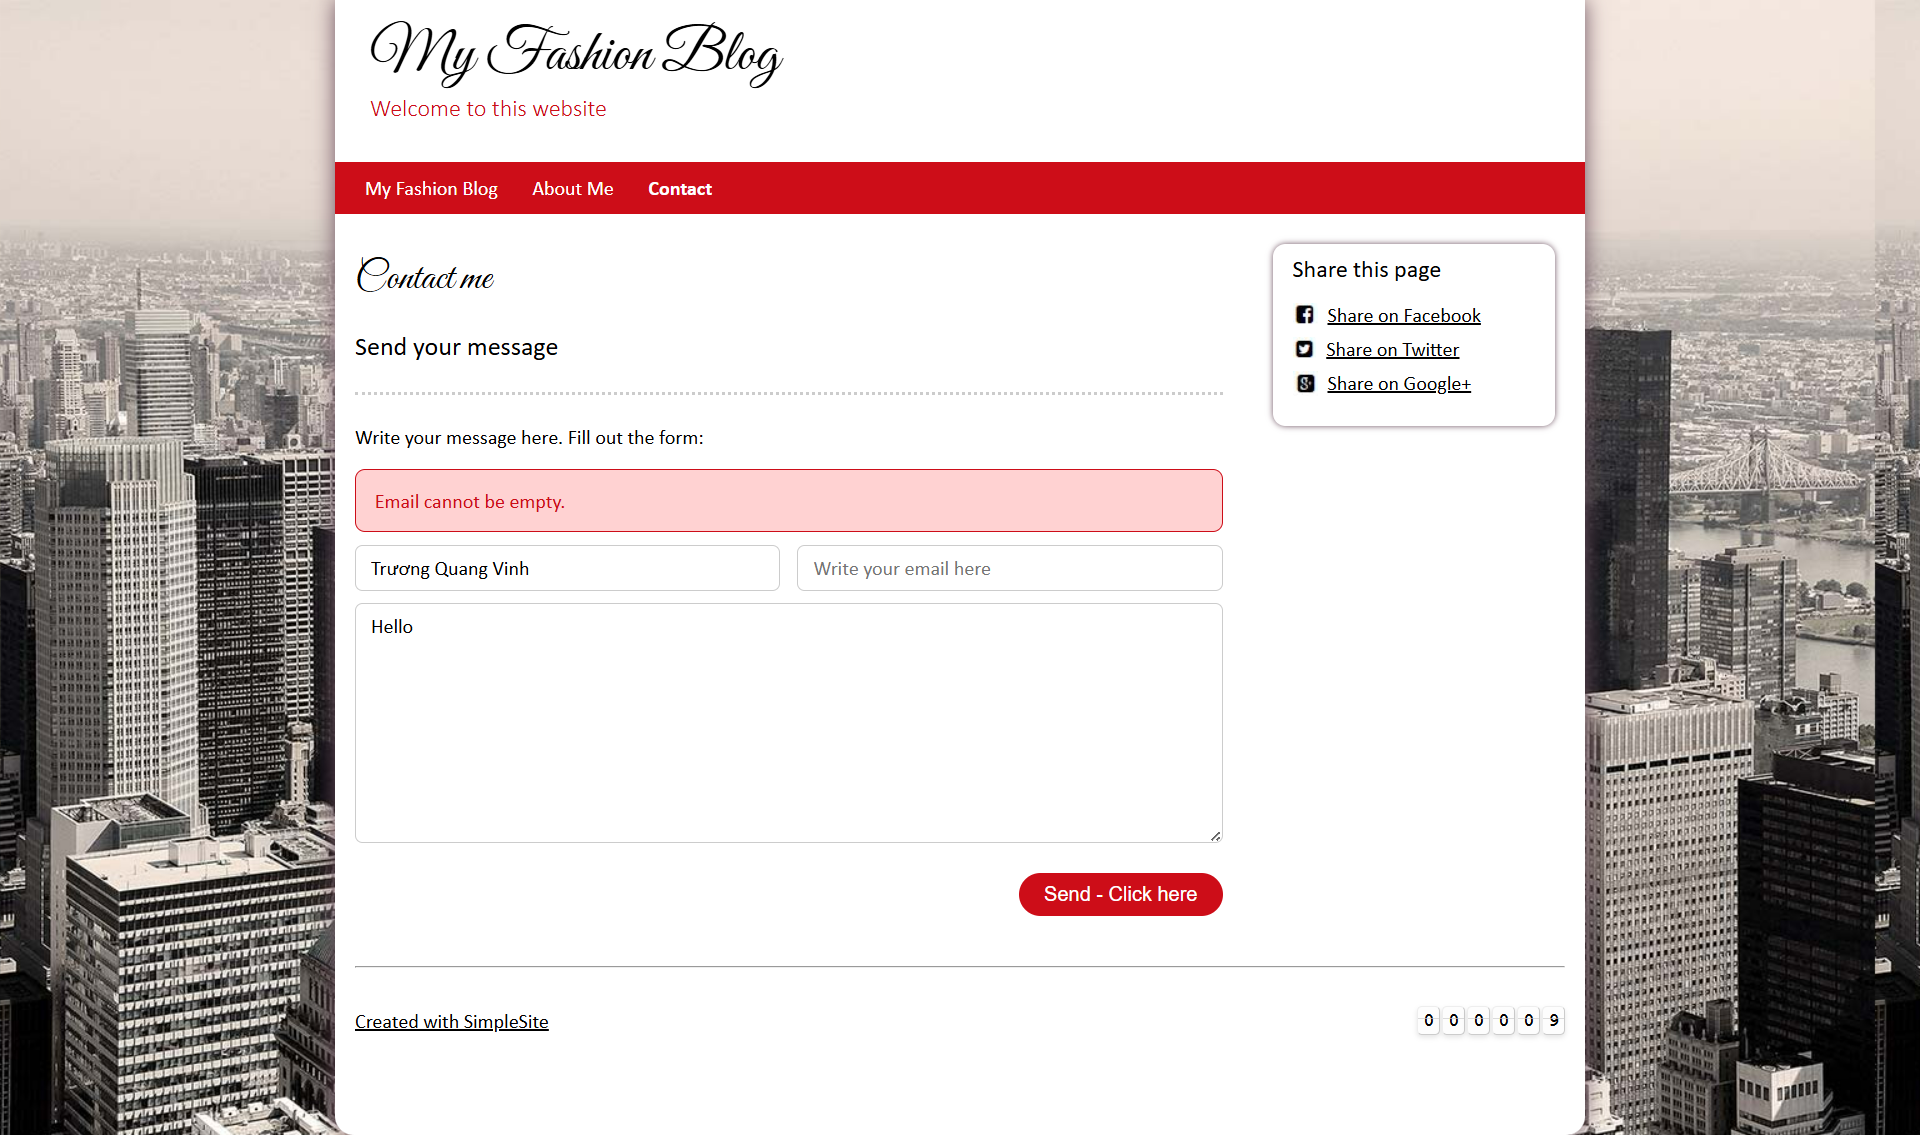 My Fashion Blog
Welcome to this website
My Fashion Blog About Me Contact
Contact me
Send your message
Write your message here. Fill out the form:
Email cannot be empty.
Trương Quang Vinh Write your email here
Hello
Send - Click here
Share this page
Share on Facebook
Share on Twitter
Share on Google+
Created with SimpleSite
0 0 0 0 0 9